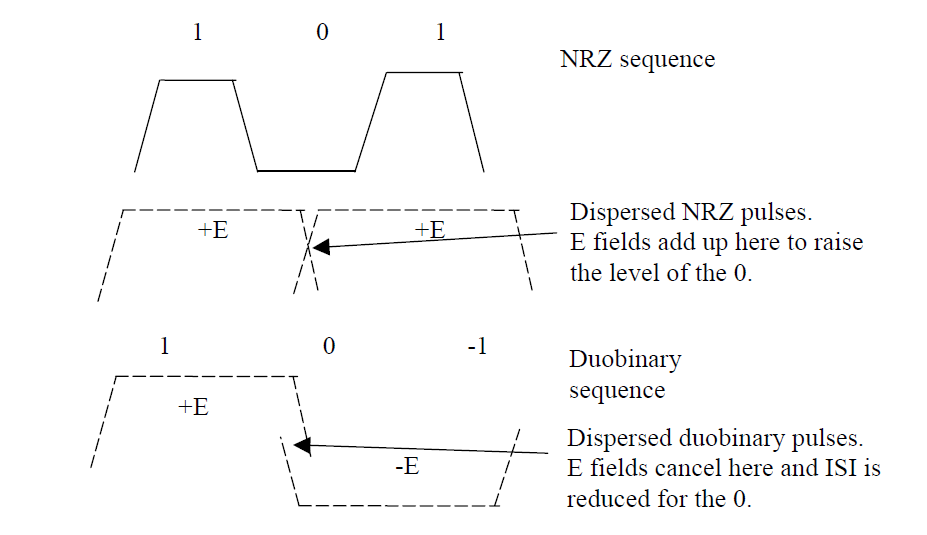 1 0 1
NRZ sequence
+E +E
Dispersed NRZ pulses.
E fields add up here to raise
the level of the 0.
1 0 -1
Duobinary
sequence
+E
-E
Dispersed duobinary pulses.
E fields cancel here and ISI is
reduced for the 0.